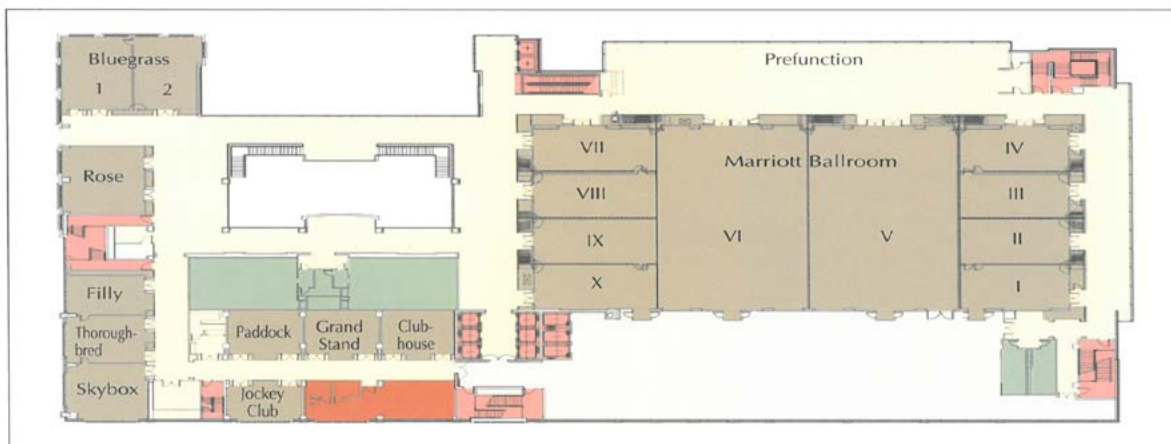 Bluegrass
1 2
Prefunction
Rose
VII
Marriott Ballroom
IV
VIII
III
IX
VI
V
II
X
I
Filly
Thorough-
bred
Skybox
Paddock
Grand
Stand
Club-
house
Jockey
Club